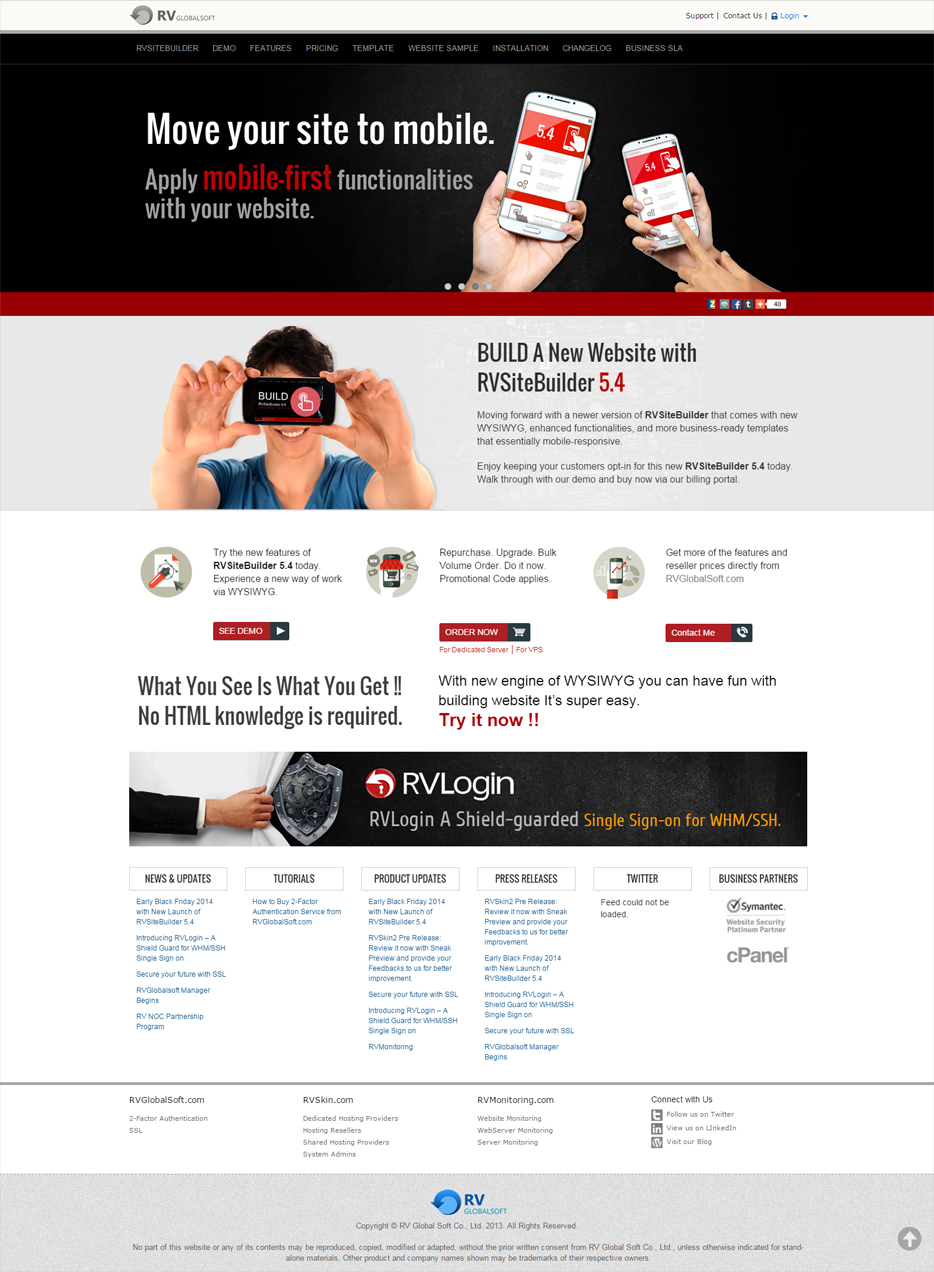 RV GLOBALSOFT
Support | Contact Us | Login
RVSITEBUILDER DEMO FEATURES PRICING TEMPLATE WEBSITE SAMPLE INSTALLATION CHANGELOG BUSINESS SLA
Move your site to mobile.
Apply mobile-first functionalities
with your website.
5.4
5.4
40
BUILD
BUILD A New Website with
RVSiteBuilder 5.4
Moving forward with a newer version of RVSiteBuilder that comes with new
WYSIWYG, enhanced functionalities, and more business-ready templates
that essentially mobile-responsive.
Enjoy keeping your customers opt-in for this new RVSiteBuilder 5.4 today.
Walk through with our demo and buy now via our billing portal.
Try the new features of
RVSiteBuilder 5.4 today.
Experience a new way of work
via WYSIWYG.
SEE DEMO
Repurchase. Upgrade. Bulk
Volume Order. Do it now.
Promotional Code applies.
ORDER NOW
For Dedicated Server | For VPS
Get more of the features and
reseller prices directly from
RVGlobalSoft.com
Contact Me
What You See Is What You Get !!
No HTML knowledge is required.
With new engine of WYSIWYG you can have fun with
building website It's super easy.
Try it now !!
RVLogin
RVLogin A Shield-guarded Single Sign-on for WHM/SSH.
NEWS & UPDATES
Early Black Friday 2014
with New Launch of
RVSiteBuilder 5.4
Introducing RVLogin – A
Shield Guard for WHM/SSH
Single Sign on
Secure your future with SSL
RVGlobalsoft Manager
Begins
RV NOC Partnership
Program
TUTORIALS
How to Buy 2-Factor
Authentication Service from
RVGlobalSoft.com
PRODUCT UPDATES
Early Black Friday 2014
with New Launch of
RVSiteBuilder 5.4
RVSkin2 Pre Release:
Review it now with Sneak
Preview and provide your
Feedbacks to us for better
improvement.
Secure your future with SSL
Introducing RVLogin – A
Shield Guard for WHM/SSH
Single Sign on
RVMonitoring
PRESS RELEASES
RVSkin2 Pre Release:
Review it now with Sneak
Preview and provide your
Feedbacks to us for better
improvement.
Early Black Friday 2014
with New Launch of
RVSiteBuilder 5.4
Introducing RVLogin – A
Shield Guard for WHM/SSH
Single Sign on
Secure your future with SSL
RVGlobalsoft Manager
Begins
TWITTER
Feed could not be
loaded.
BUSINESS PARTNERS
Symantec.
Website Security
Platinum Partner
cPanel
RVGlobalSoft.com
2-Factor Authentication
SSL
RVSkin.com
Dedicated Hosting Providers
Hosting Resellers
Shared Hosting Providers
System Admins
RVMonitoring.com
Website Monitoring
WebServer Monitoring
Server Monitoring
Connect with Us
Follow us on Twitter
View us on LInkedIn
Visit our Blog
RV
GLOBALSOFT
Copyright © RV Global Soft Co., Ltd. 2013. All Rights Reserved.
No part of this website or any of its contents may be reproduced, copied, modified or adapted, without the prior written consent from RV Global Soft Co., Ltd., unless otherwise indicated for stand-
alone materials. Other product and company names shown may be trademarks of their respective owners.